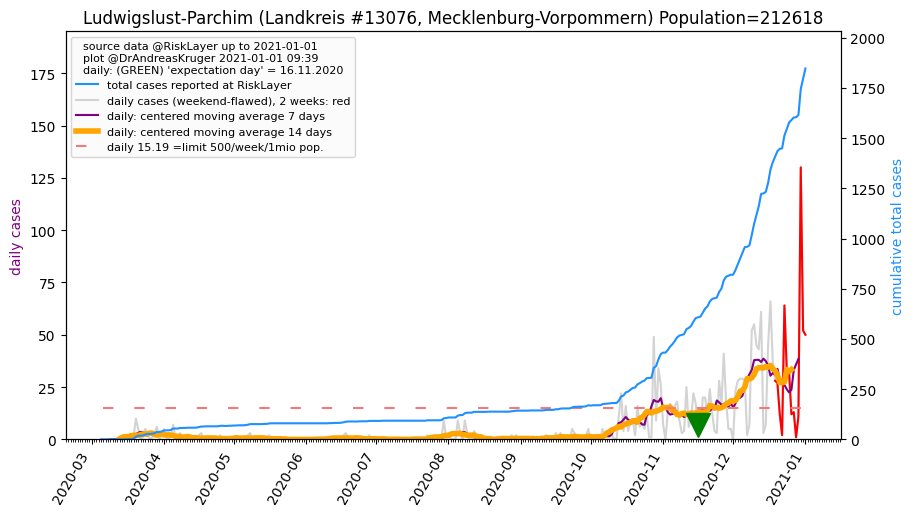 Ludwigslust-Parchim (Landkreis #13076, Mecklenburg-Vorpommern) Population=212618
source data @RiskLayer up to 2021-01-01
plot @DrAndreasKruger 2021-01-01 09:39
daily: (GREEN) 'expectation day' = 16.11.2020
total cases reported at RiskLayer
daily cases (weekend-flawed), 2 weeks: red
daily: centered moving average 7 days
daily: centered moving average 14 days
daily 15.19 =limit 500/week/1mio pop.
daily cases
175
150
125
100
75
50
25
0
2000
1750
1500
1250
1000
750
500
250
0
cumulative total cases
2020-03
2020-04
2020-05
2020-06
2020-07
2020-08
2020-09
2020-10
2020-11
2020-12
2021-01